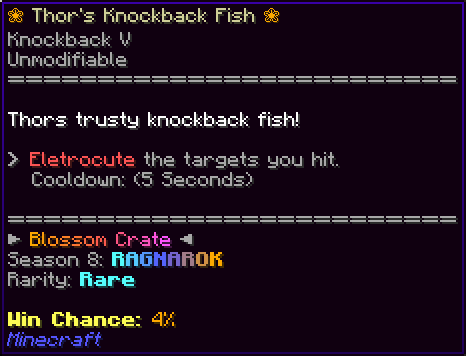 ❀ Thor's Knockback Fish ❀
Knockback V
Unmodifiable
================================
Thors trusty knockback fish!
> Eletrocute the targets you hit.
Cooldown: (5 Seconds)
================================
► Blossom Crate ◄
Season 8: RAGNAROK
Rarity: Rare
Win Chance: 4%
Minecraft